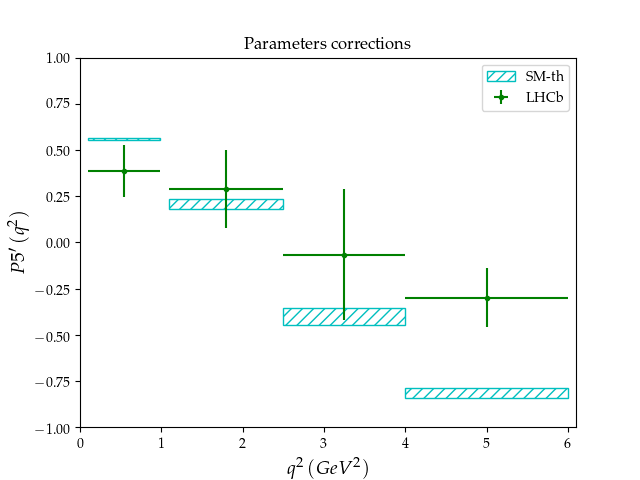 Parameters corrections
SM-th
LHCb
1.00
0.75
0.50
0.25
0.00
−0.25
−0.50
−0.75
−1.00
P5′ (q²)
0 1 2 3 4 5 6
q² (GeV²)